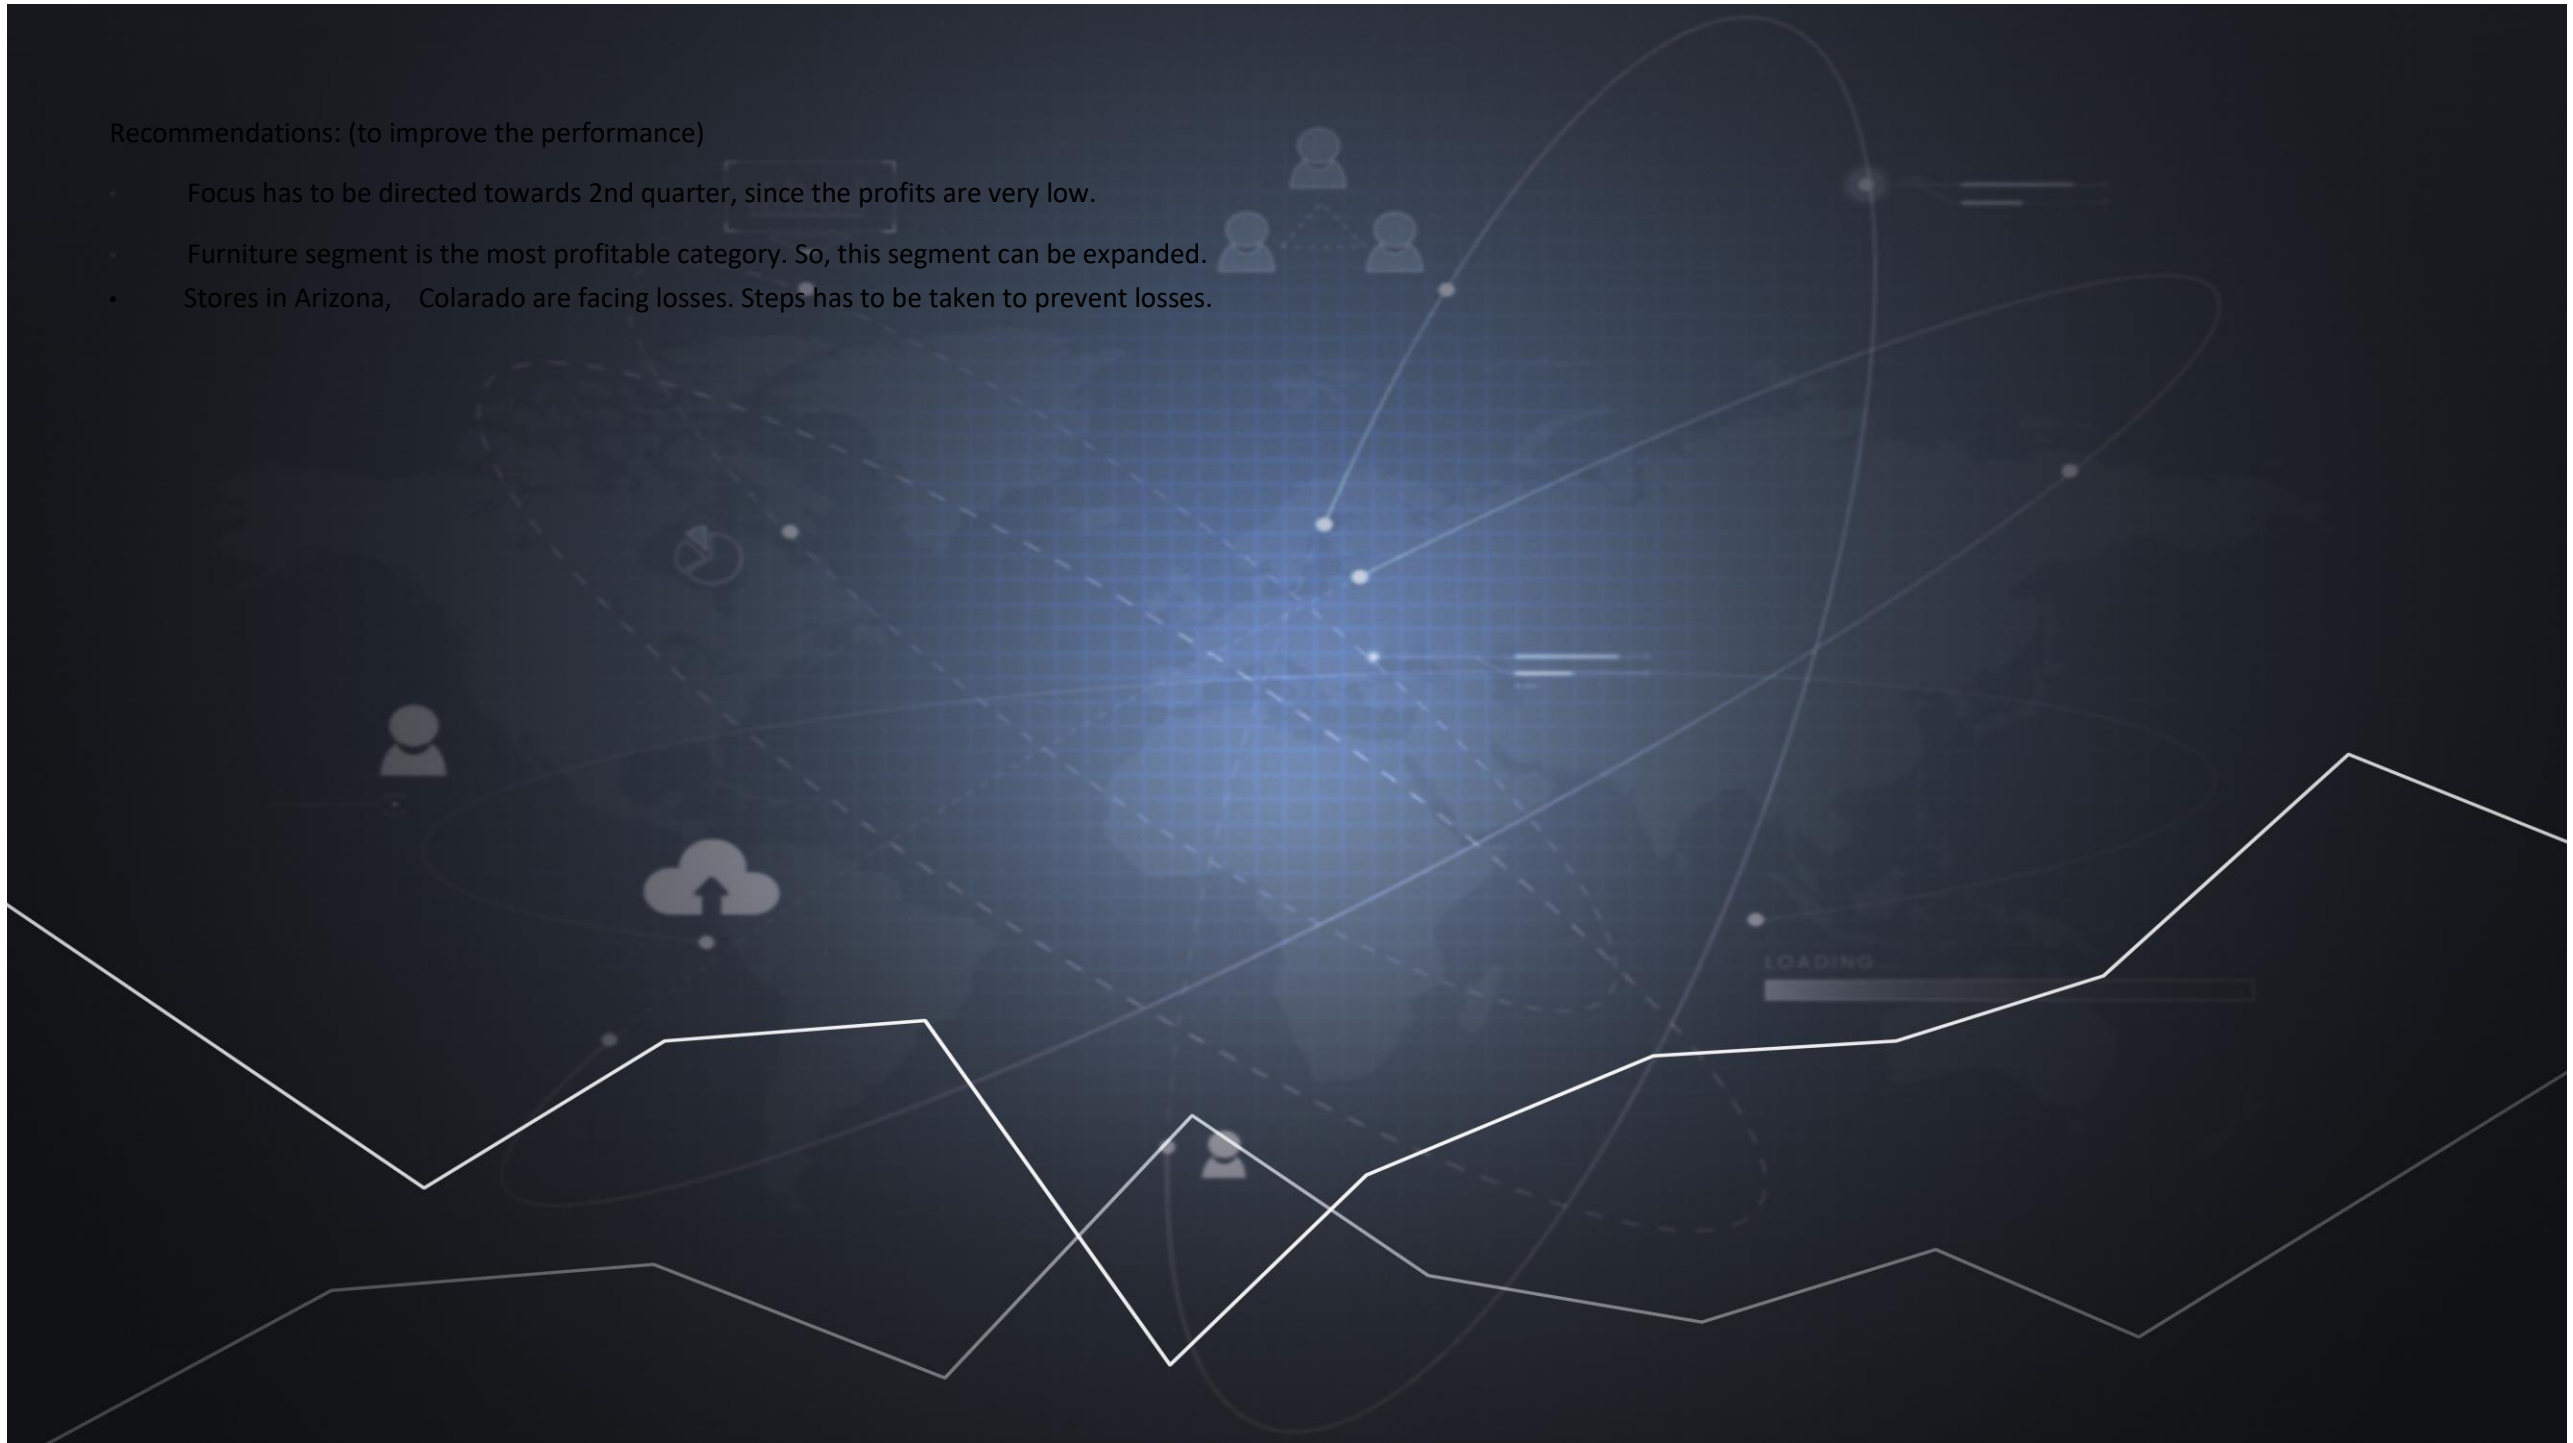 Recommendations: (to improve the performance)
• Focus has to be directed towards 2nd quarter, since the profits are very low.
• Furniture segment is the most profitable category. So, this segment can be expanded.
• Stores in Arizona, Colarado are facing losses. Steps has to be taken to prevent losses.
LOADING